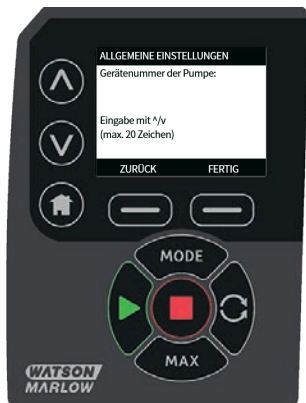 ALLGEMEINE EINSTELLUNGEN
Gerätenummer der Pumpe:
Eingabe mit ^/v
(max. 20 Zeichen)
ZURÜCK FERTIG
MODE
MAX
WATSON
MARLOW